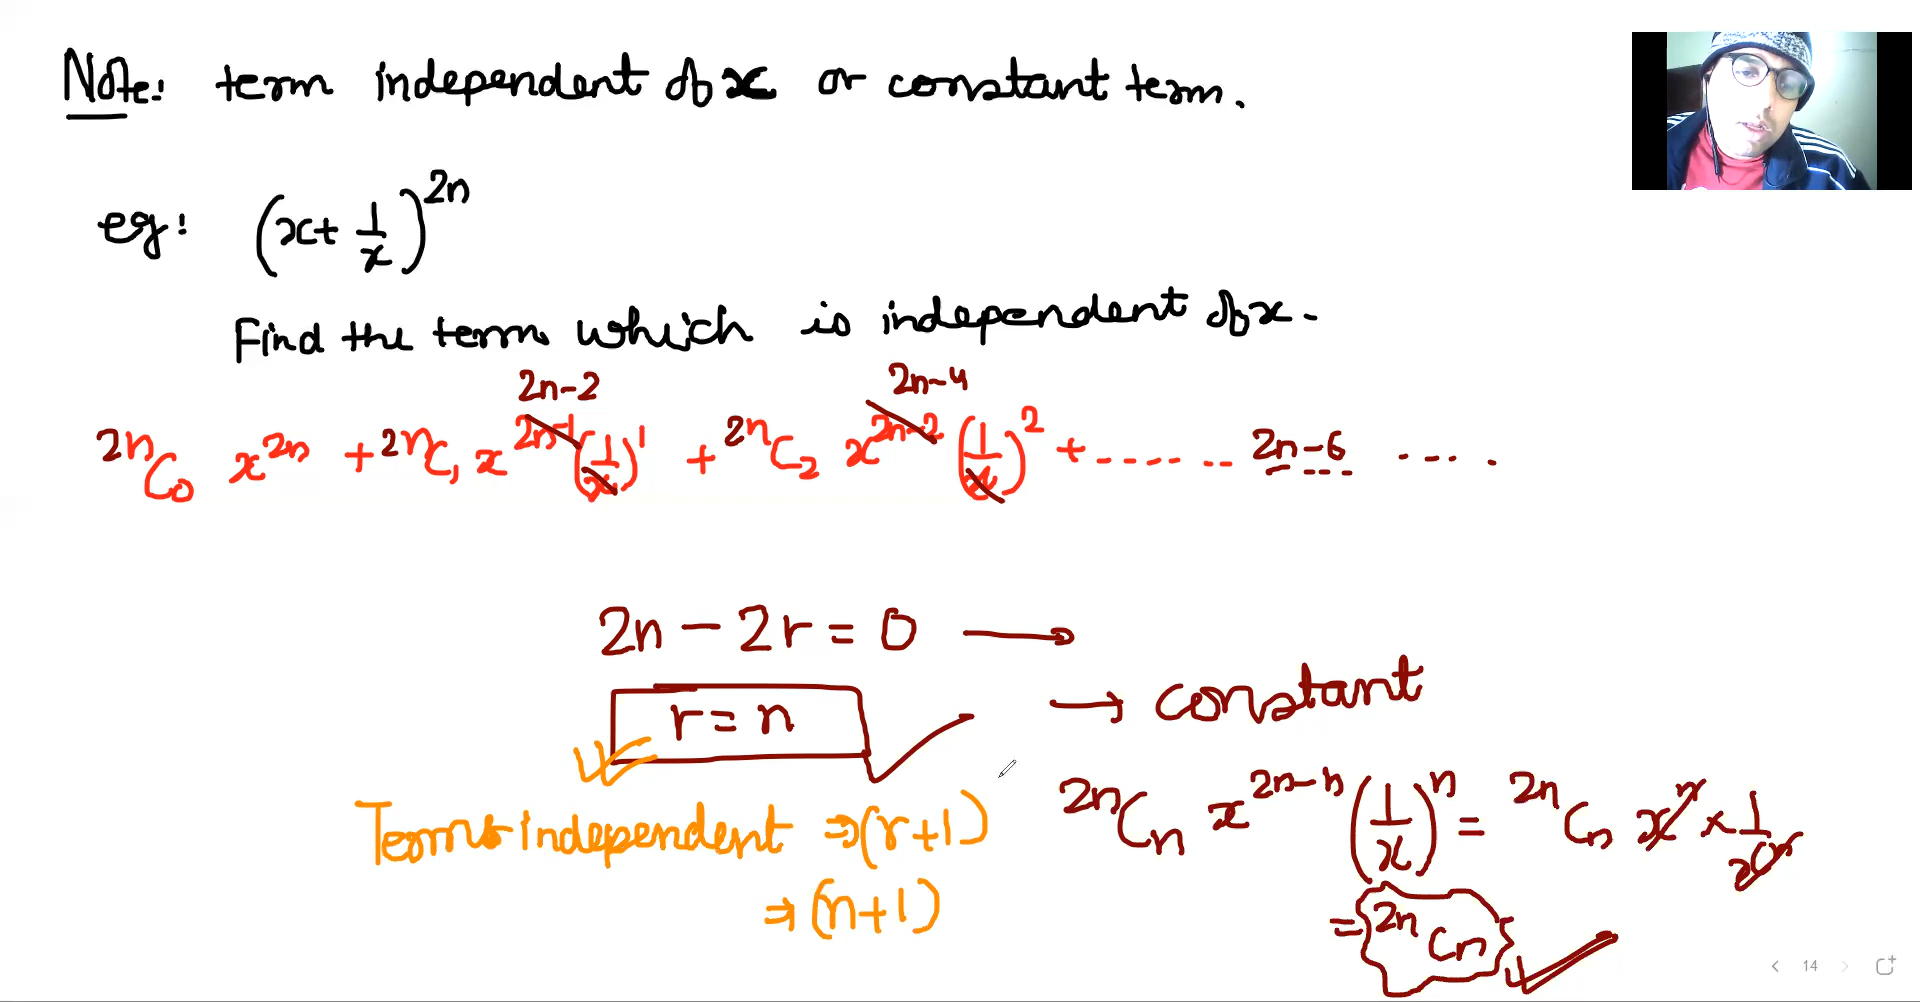 Note: term independent of x or constant term.
eg: (x + 1/x)^2n
Find the term which is independent of x.
2n-2 2n-4
2nC0 x^2n + 2nC1 x^2n-1 (1/x)^1 + 2nC2 x^2n-2 (1/x)^2 + ...... .. 2n-6 .....
2n - 2r = 0 →
r = n → constant
2nCn x^2n-n (1/x)^n = 2nCn x^n × 1/x^n
Terms independent ⇒ (r+1)
⇒ (n+1)
= 2nCn
< 14 >